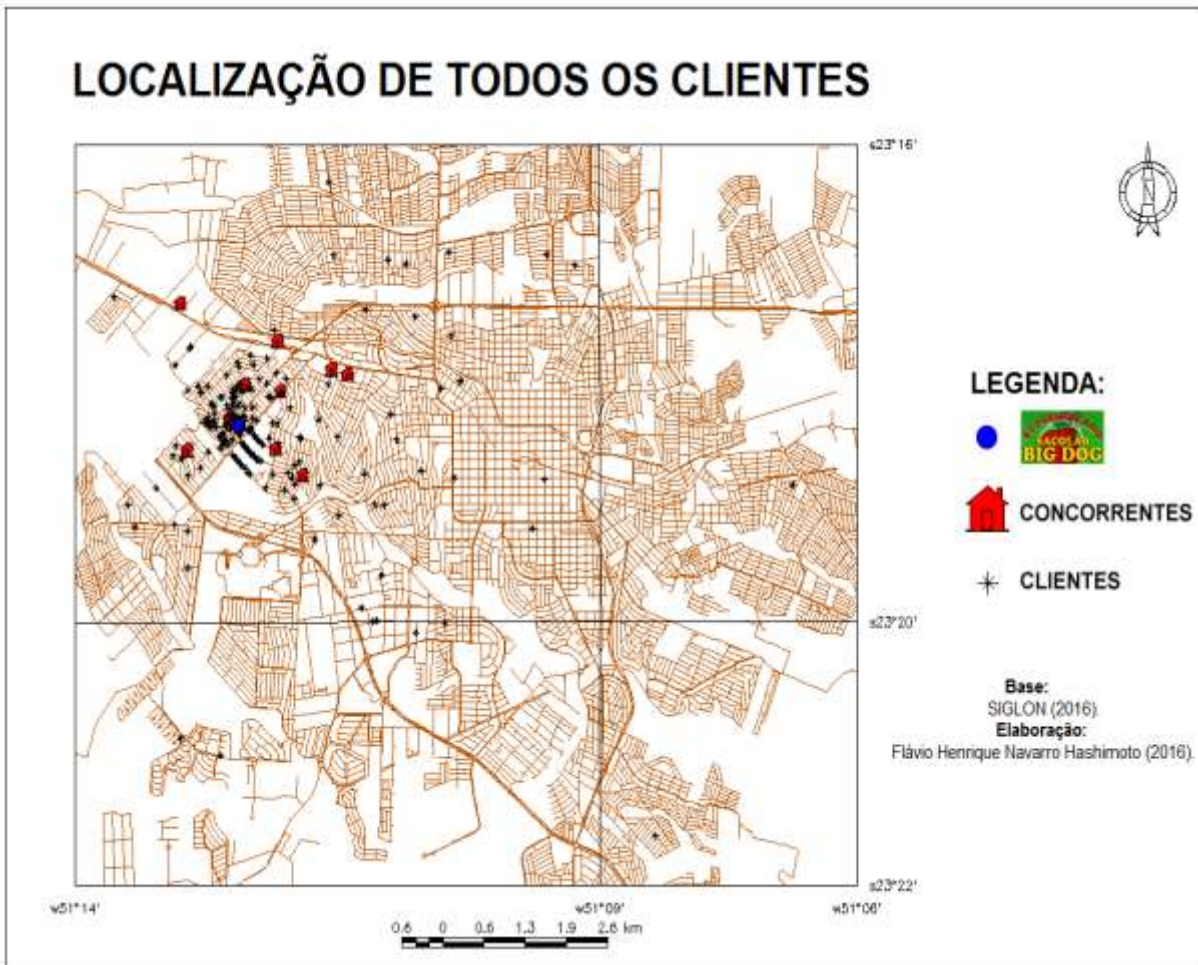 LOCALIZAÇÃO DE TODOS OS CLIENTES
s23°16'
N
LEGENDA:
SACOLÃO
BIG DOG
CONCORRENTES
CLIENTES
s23°20'
Base:
SIGLON (2016).
Elaboração:
Flávio Henrique Navarro Hashimoto (2016).
s23°22'
w51°14'
w51°09'
w51°06'
0.6 0 0.6 1.3 1.9 2.6 km